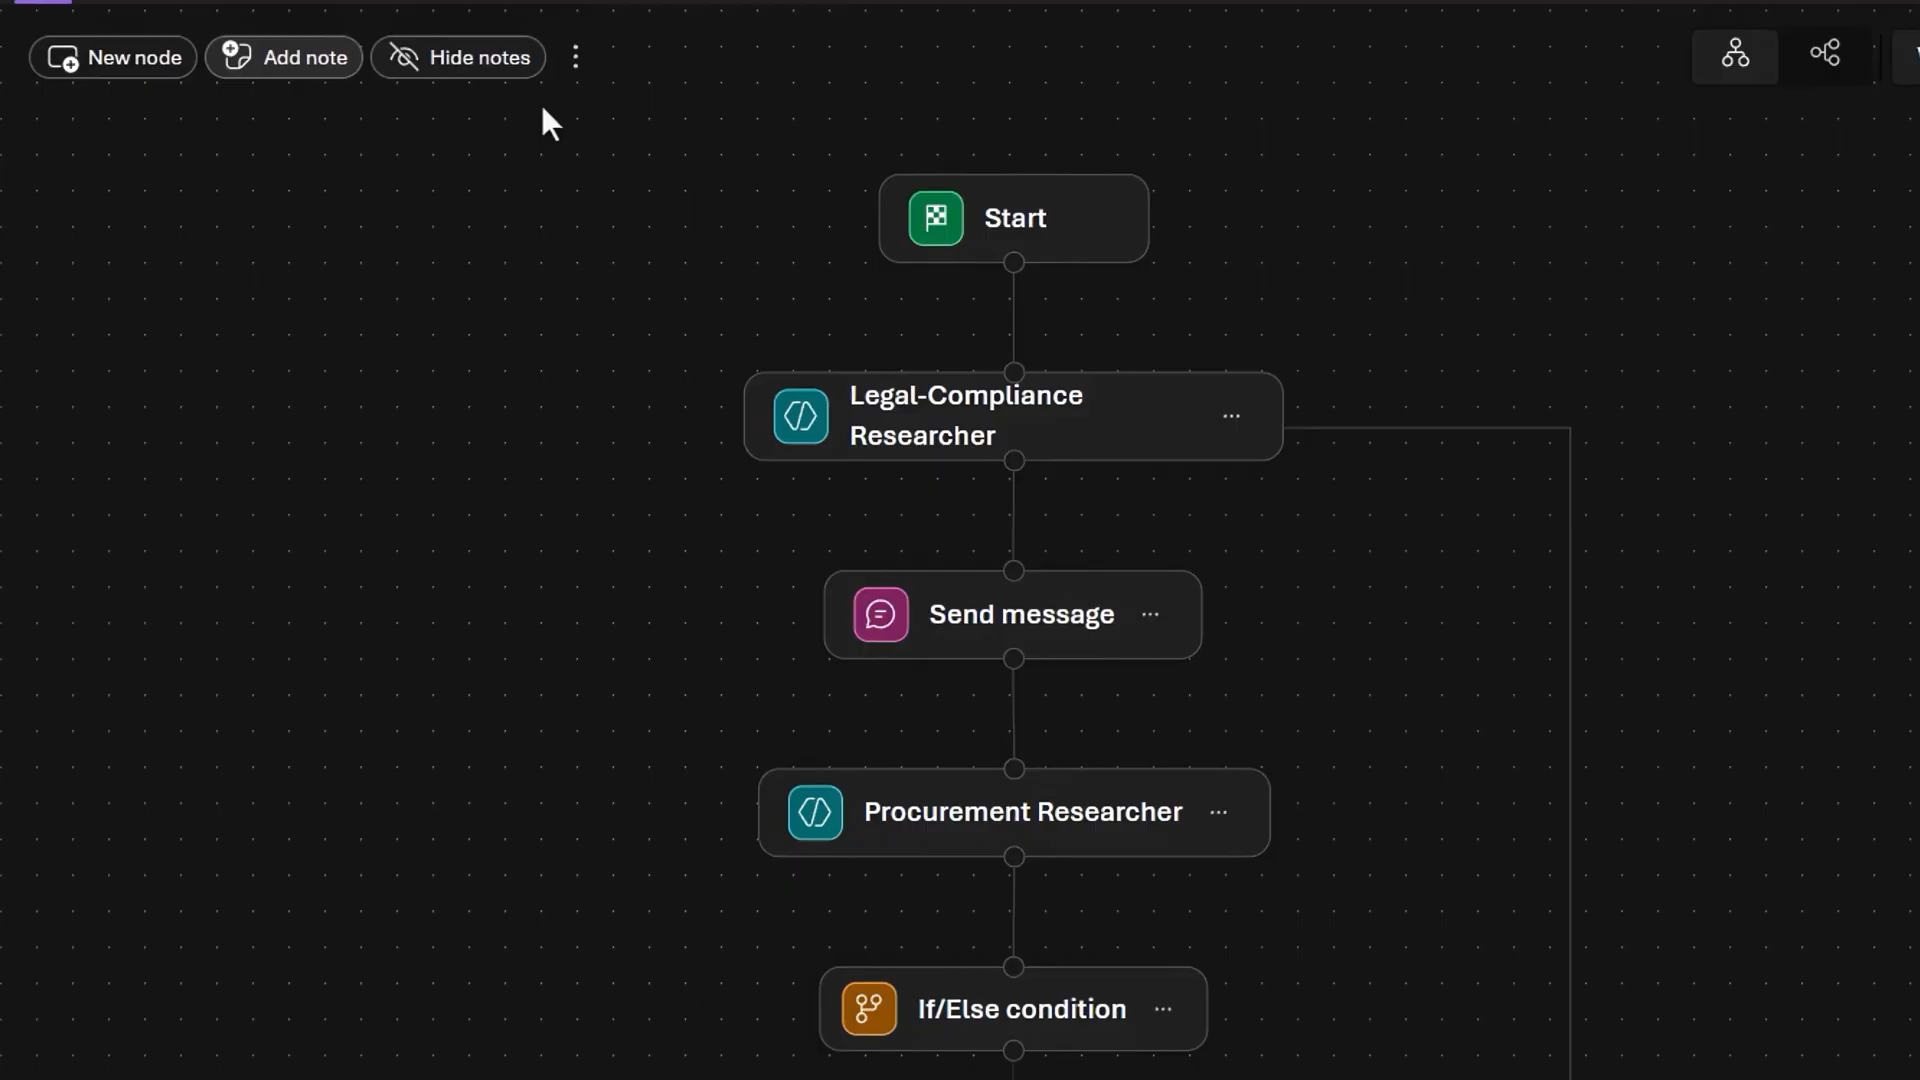 New node
Add note
Hide notes
Start
Legal-Compliance
Researcher
Send message
Procurement Researcher
If/Else condition